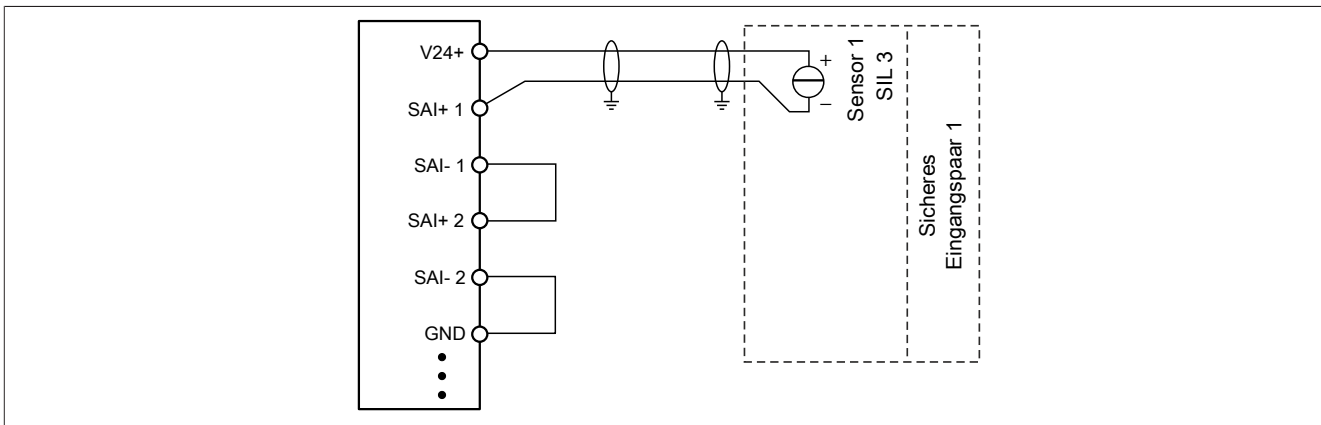 V24+
SAI+ 1
SAI- 1
SAI+ 2
SAI- 2
GND
+
−
Sensor 1
SIL 3
Sicheres
Eingangspaar 1